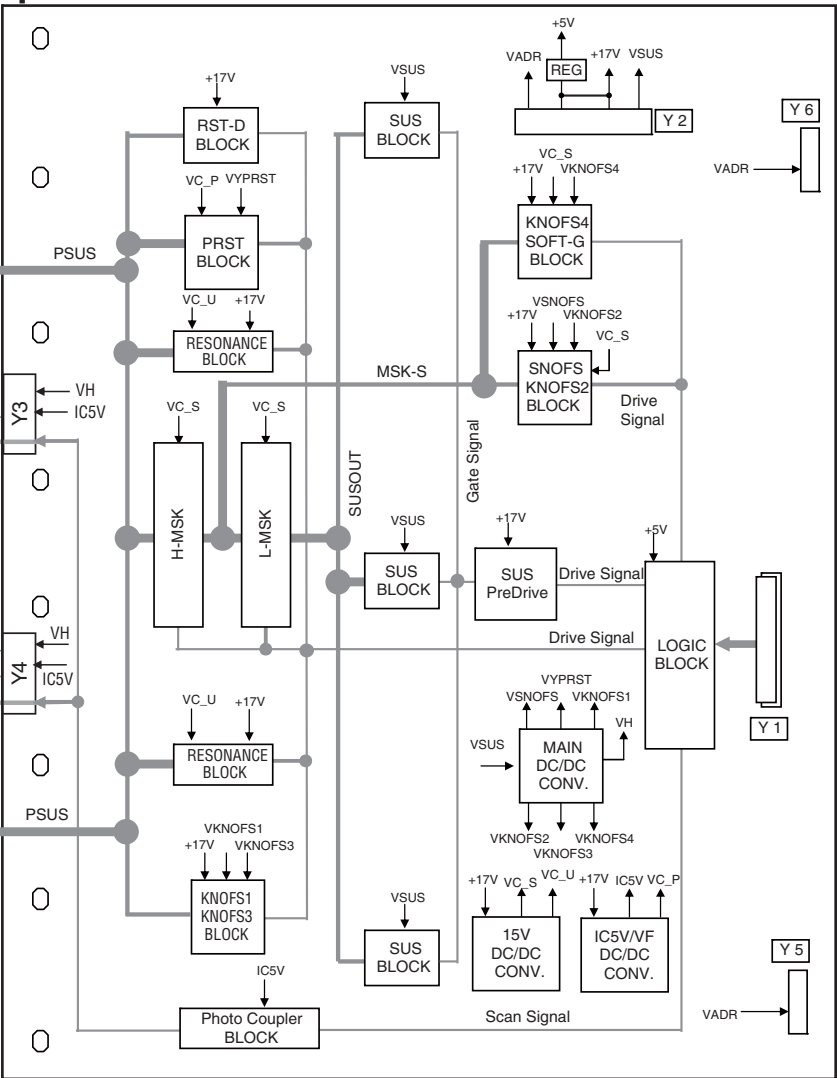 +5V
VADR
+17V
VSUS
REG
Y 2
Y 6
VADR
+17V
RST-D
BLOCK
VSUS
SUS
BLOCK
VC_P
VYPRST
PRST
BLOCK
PSUS
VC_S
+17V
VKNOFS4
KNOFS4
SOFT-G
BLOCK
VC_U
+17V
RESONANCE
BLOCK
VSNOFS
+17V
VKNOFS2
VC_S
SNOFS
KNOFS2
BLOCK
MSK-S
Drive
Signal
Y3
VH
IC5V
VC_S
VC_S
H-MSK
L-MSK
SUSOUT
Gate Signal
VSUS
SUS
BLOCK
+17V
SUS
PreDrive
Drive Signal
+5V
LOGIC
BLOCK
Y 1
Drive Signal
Y4
VH
IC5V
VC_U
+17V
RESONANCE
BLOCK
VYPRST
VSNOFS
VKNOFS1
VH
VSUS
MAIN
DC/DC
CONV.
VKNOFS2
VKNOFS4
VKNOFS3
PSUS
VKNOFS1
+17V
VKNOFS3
KNOFS1
KNOFS3
BLOCK
VSUS
SUS
BLOCK
+17V
VC_S
VC_U
15V
DC/DC
CONV.
+17V
IC5V
VC_P
IC5V/VF
DC/DC
CONV.
Y 5
VADR
IC5V
Photo Coupler
BLOCK
Scan Signal